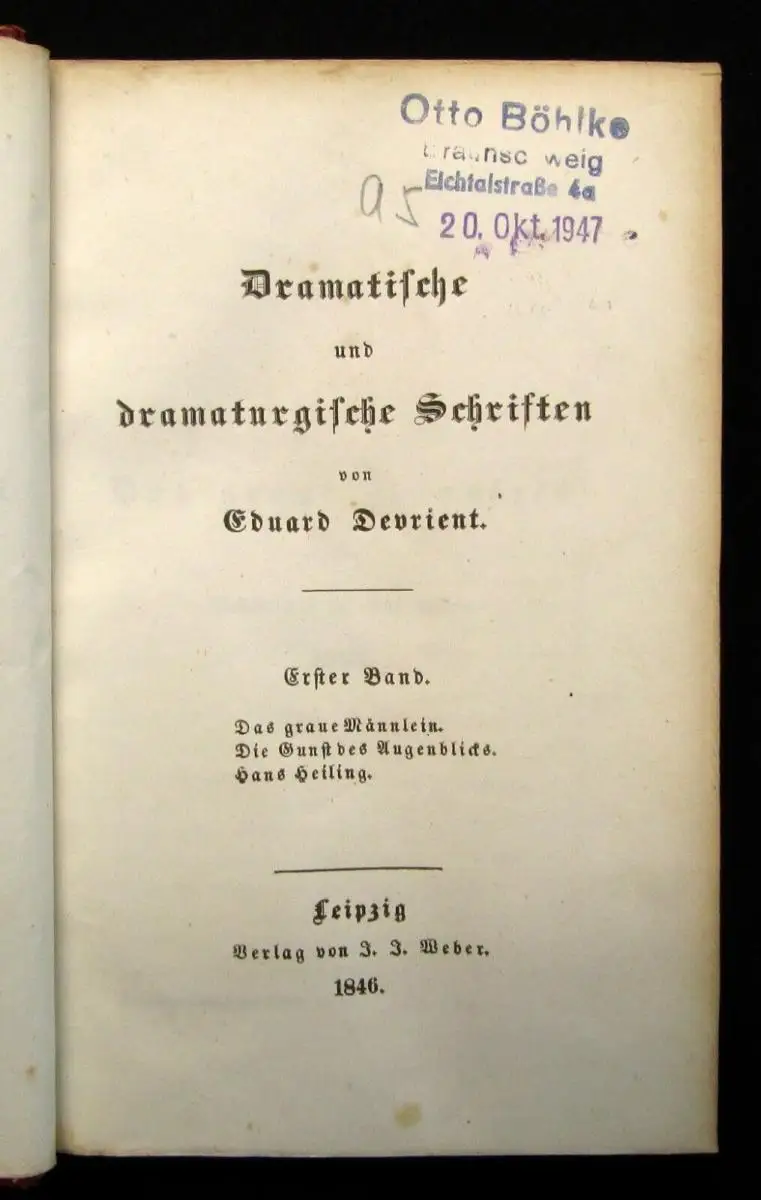 Otto Böhlke
Braunschweig
Eichtalstraße 4a
20. Okt. 1947
Dramatiſche
und
dramaturgiſche Schriften
von
Eduard Devrient.
Erſter Band.
Das graue Männlein.
Die Gunſt des Augenblicks.
Hans Heiling.
Leipzig
Verlag von J. J. Weber.
1846.